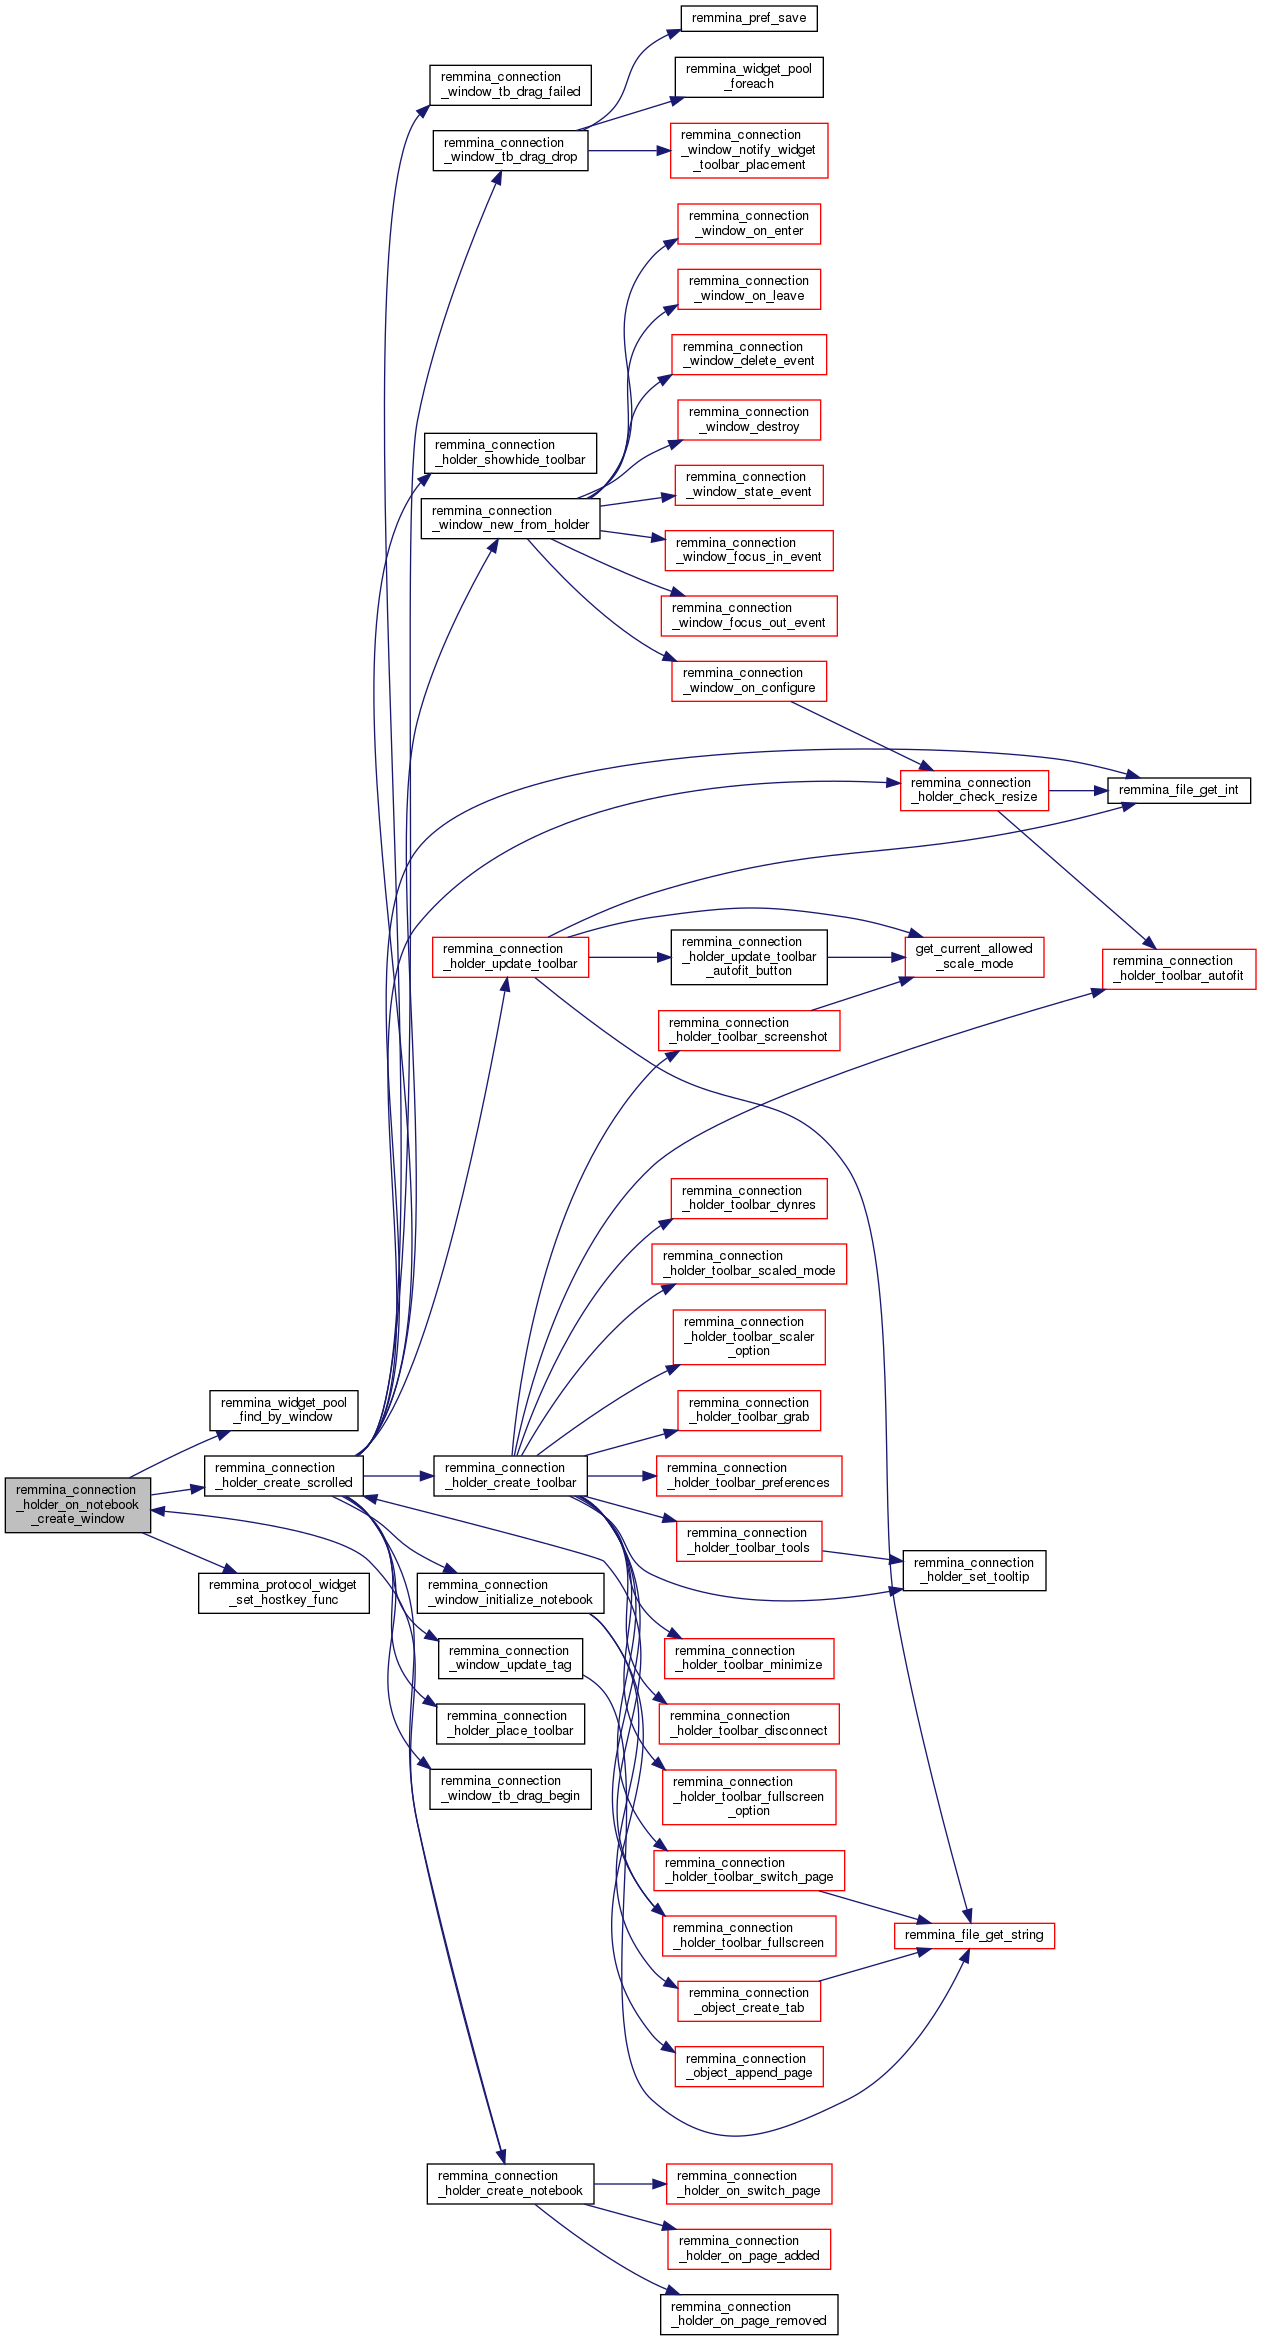 remmina_pref_save
remmina_connection
_window_tb_drag_failed
remmina_widget_pool
_foreach
remmina_connection
_window_tb_drag_drop
remmina_connection
_window_notify_widget
_toolbar_placement
remmina_connection
_window_on_enter
remmina_connection
_window_on_leave
remmina_connection
_window_delete_event
remmina_connection
_window_destroy
remmina_connection
_holder_showhide_toolbar
remmina_connection
_window_state_event
remmina_connection
_window_new_from_holder
remmina_connection
_window_focus_in_event
remmina_connection
_window_focus_out_event
remmina_connection
_window_on_configure
remmina_connection
_holder_check_resize
remmina_file_get_int
remmina_connection
_holder_update_toolbar
remmina_connection
_holder_update_toolbar
_autofit_button
get_current_allowed
_scale_mode
remmina_connection
_holder_toolbar_autofit
remmina_connection
_holder_toolbar_screenshot
remmina_connection
_holder_toolbar_dynres
remmina_connection
_holder_toolbar_scaled_mode
remmina_connection
_holder_toolbar_scaler
_option
remmina_widget_pool
_find_by_window
remmina_connection
_holder_toolbar_grab
remmina_connection
_holder_on_notebook
_create_window
remmina_connection
_holder_create_scrolled
remmina_connection
_holder_create_toolbar
remmina_connection
_holder_toolbar_preferences
remmina_connection
_holder_toolbar_tools
remmina_connection
_holder_set_tooltip
remmina_protocol_widget
_set_hostkey_func
remmina_connection
_window_initialize_notebook
remmina_connection
_window_update_tag
remmina_connection
_holder_toolbar_minimize
remmina_connection
_holder_place_toolbar
remmina_connection
_holder_toolbar_disconnect
remmina_connection
_window_tb_drag_begin
remmina_connection
_holder_toolbar_fullscreen
_option
remmina_connection
_holder_toolbar_switch_page
remmina_connection
_holder_toolbar_fullscreen
remmina_file_get_string
remmina_connection
_object_create_tab
remmina_connection
_object_append_page
remmina_connection
_holder_create_notebook
remmina_connection
_holder_on_switch_page
remmina_connection
_holder_on_page_added
remmina_connection
_holder_on_page_removed